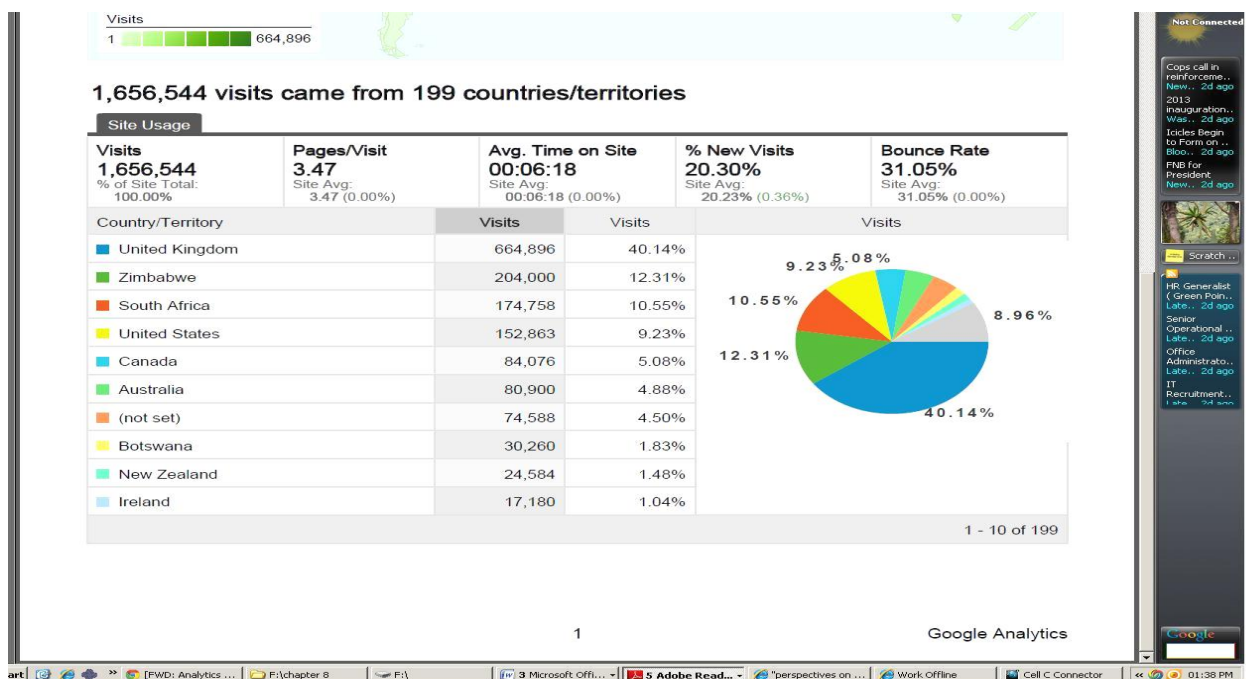 Visits
1 664,896
1,656,544 visits came from 199 countries/territories
Site Usage
Visits Pages/Visit Avg. Time on Site % New Visits Bounce Rate
1,656,544 3.47 00:06:18 20.30% 31.05%
% of Site Total: Site Avg: Site Avg: Site Avg: Site Avg:
100.00% 3.47 (0.00%) 00:06:18 (0.00%) 20.23% (0.36%) 31.05% (0.00%)
Country/Territory Visits Visits Visits
United Kingdom 664,896 40.14%
Zimbabwe 204,000 12.31%
South Africa 174,758 10.55%
United States 152,863 9.23%
Canada 84,076 5.08%
Australia 80,900 4.88%
(not set) 74,588 4.50%
Botswana 30,260 1.83%
New Zealand 24,584 1.48%
Ireland 17,180 1.04%
5.08%
9.23%
10.55%
8.96%
12.31%
40.14%
1 - 10 of 199
1 Google Analytics
Not Connected
Cops call in
reinforceme..
New.. 2d ago
2013
inauguration..
Was.. 2d ago
Icicles Begin
to Form on ..
Bloo.. 2d ago
FNB for
President
New.. 2d ago
Scratch ..
HR Generalist
( Green Poin..
Late.. 2d ago
Senior
Operational ..
Late.. 2d ago
Office
Administrato..
Late.. 2d ago
IT
Recruitment..
Late.. 2d ago
Google
art » [FWD: Analytics ... F:\chapter 8 F:\ 3 Microsoft Offi... 5 Adobe Read... "perspectives on ... Work Offline Cell C Connector « 01:38 PM